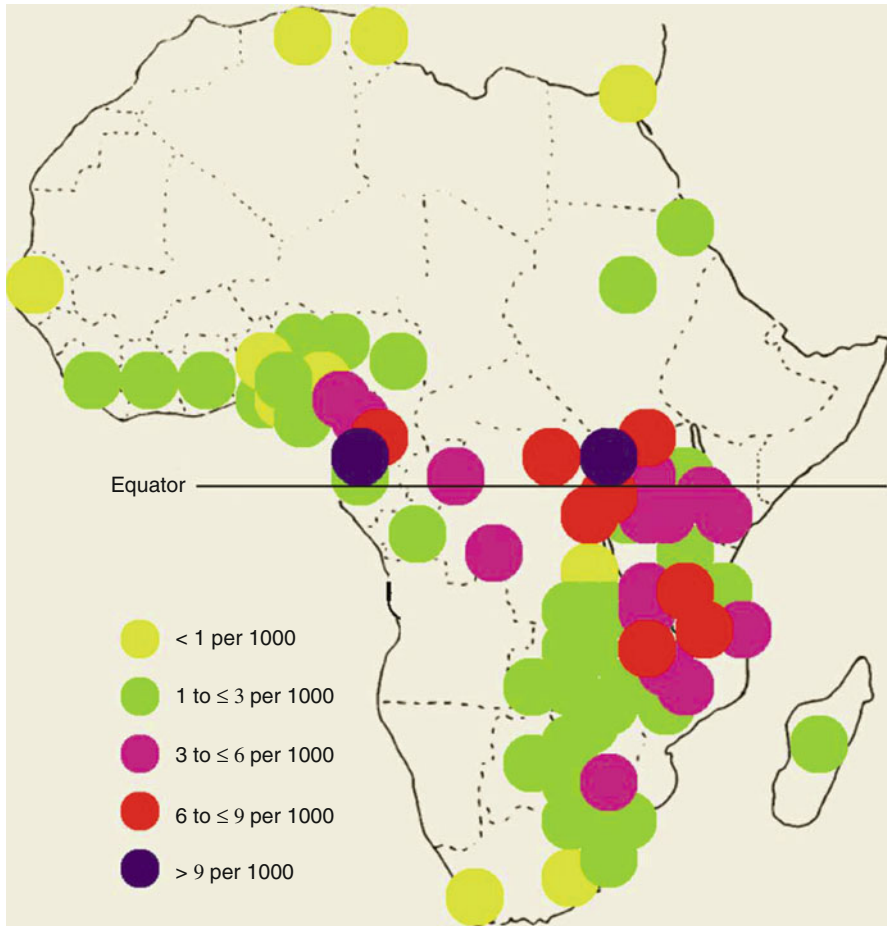 Equator
< 1 per 1000
1 to ≤ 3 per 1000
3 to ≤ 6 per 1000
6 to ≤ 9 per 1000
> 9 per 1000